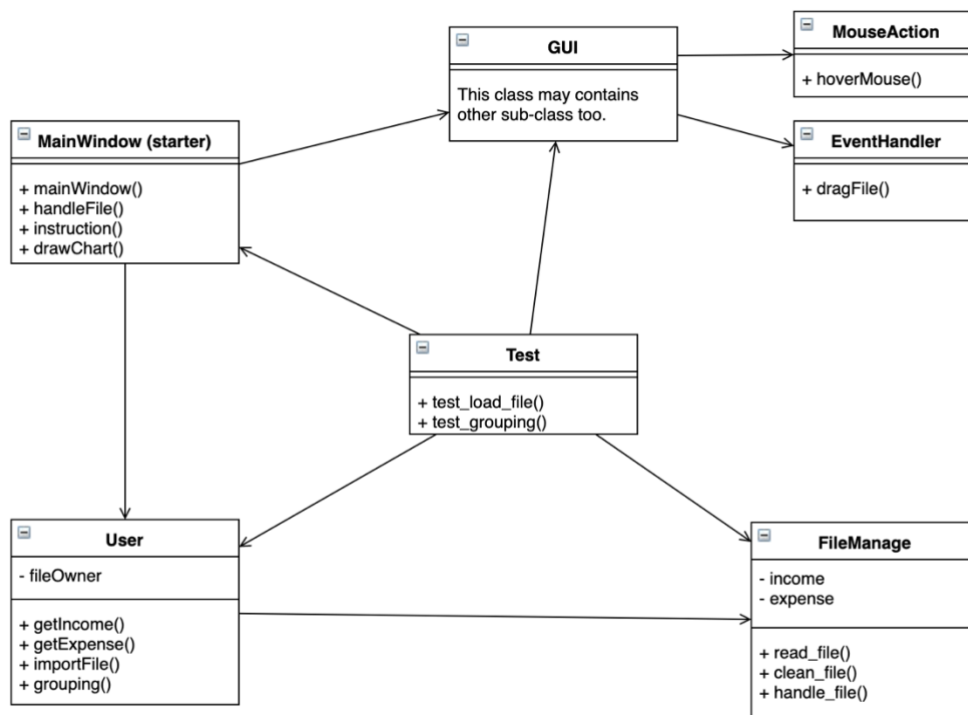 GUI
This class may contains
other sub-class too.
MouseAction
+ hoverMouse()
MainWindow (starter)
+ mainWindow()
+ handleFile()
+ instruction()
+ drawChart()
EventHandler
+ dragFile()
Test
+ test_load_file()
+ test_grouping()
User
- fileOwner
+ getIncome()
+ getExpense()
+ importFile()
+ grouping()
FileManage
- income
- expense
+ read_file()
+ clean_file()
+ handle_file()